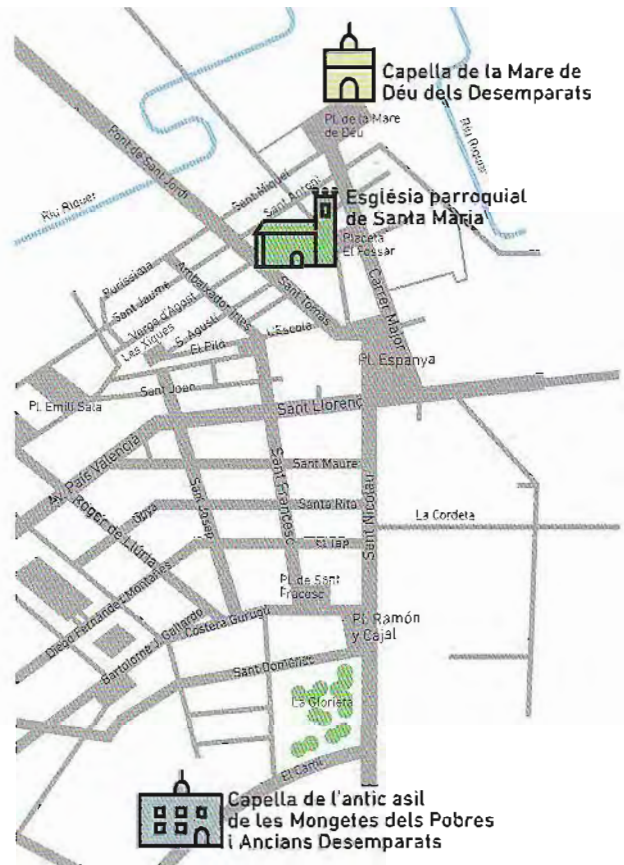 Capella de la Mare de
Déu dels Desemparats
Pl. de la Mare
de Déu
Riu Riquer
Pont de Sant Jordi
Riu Riquer
Sant Miquel
Sant Antoni
Església parroquial
de Santa Maria
Placeta
El Fossar
Carrer Major
Puríssima
Sant Jaume
Verge d'Agost
Les Xiques
S. Agustí
El Piló
Sant Joan
Sant Tomàs
L'Escola
Pl. Espanya
Pl. Emili Sala
Sant Llorenç
Av. País Valencià
Sant Maure
Santa Rita
El Tap
Goya
Roger de Llúria
Sant Josep
Sant Francesc
Sant Nicolau
La Cordeta
Pl. de Sant
Diego Fernández Montañés
Bartolomé J. Gallardo
Costera Gurugú
Pl. Ramón
y Cajal
Sant Domènec
La Glorieta
El Camí
Capella de l'antic asil
de les Mongetes dels Pobres
i Ancians Desemparats